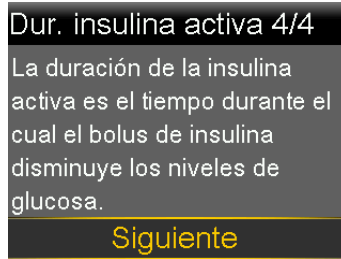 Dur. insulina activa 4/4
La duración de la insulina
activa es el tiempo durante el
cual el bolus de insulina
disminuye los niveles de
glucosa.
Siguiente